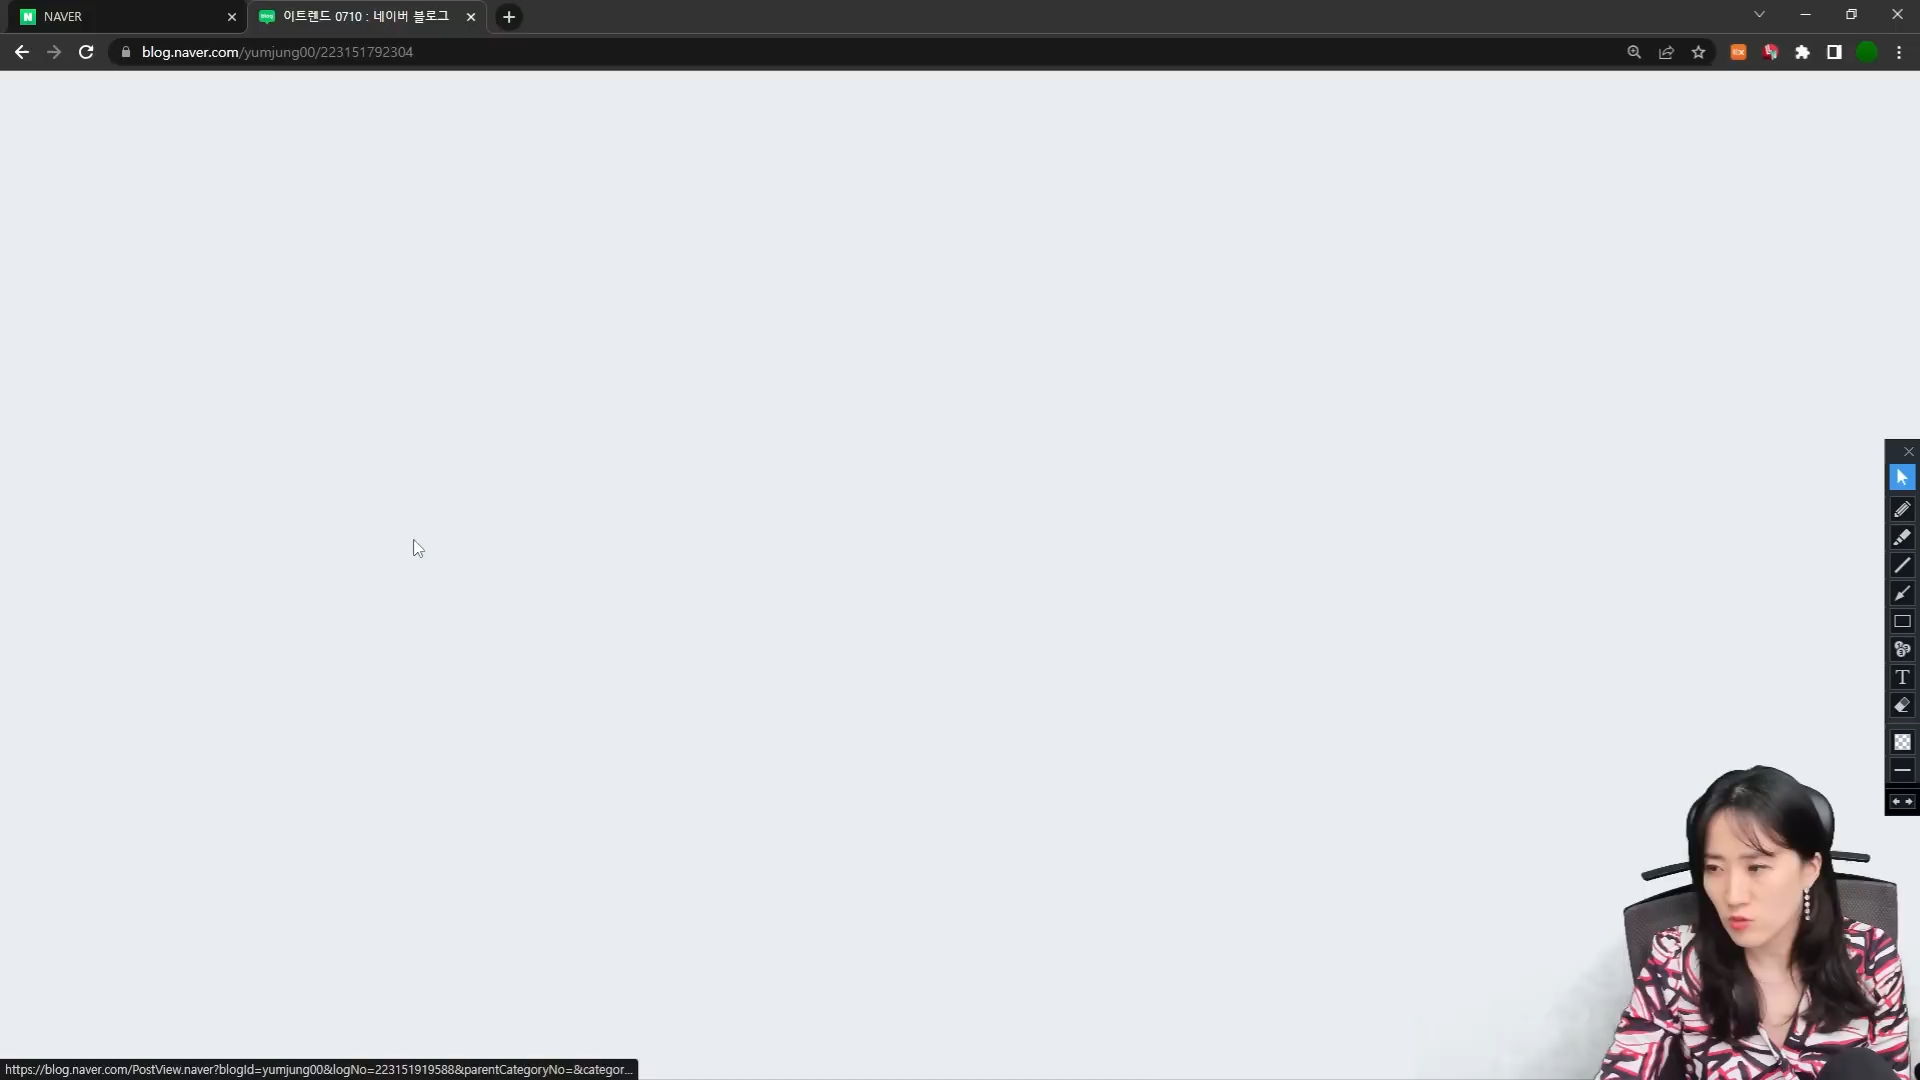 NAVER
이트렌드 0710 : 네이버 블로그
blog.naver.com/yumjung00/223151792304
T
https://blog.naver.com/PostView.naver?blogId=yumjung00&logNo=223151919588&parentCategoryNo=&categor...